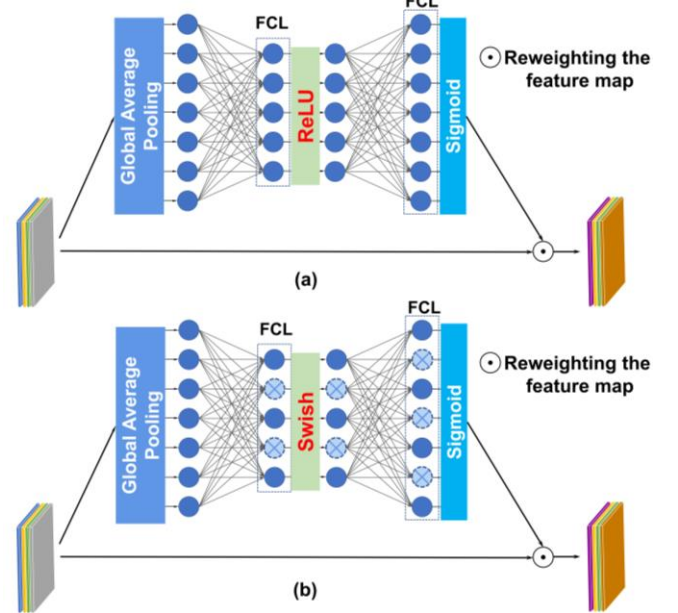 FCL
FCL
Global Average
Pooling
ReLU
Sigmoid
Reweighting the
feature map
(a)
FCL
FCL
Global Average
Pooling
Swish
Sigmoid
Reweighting the
feature map
(b)